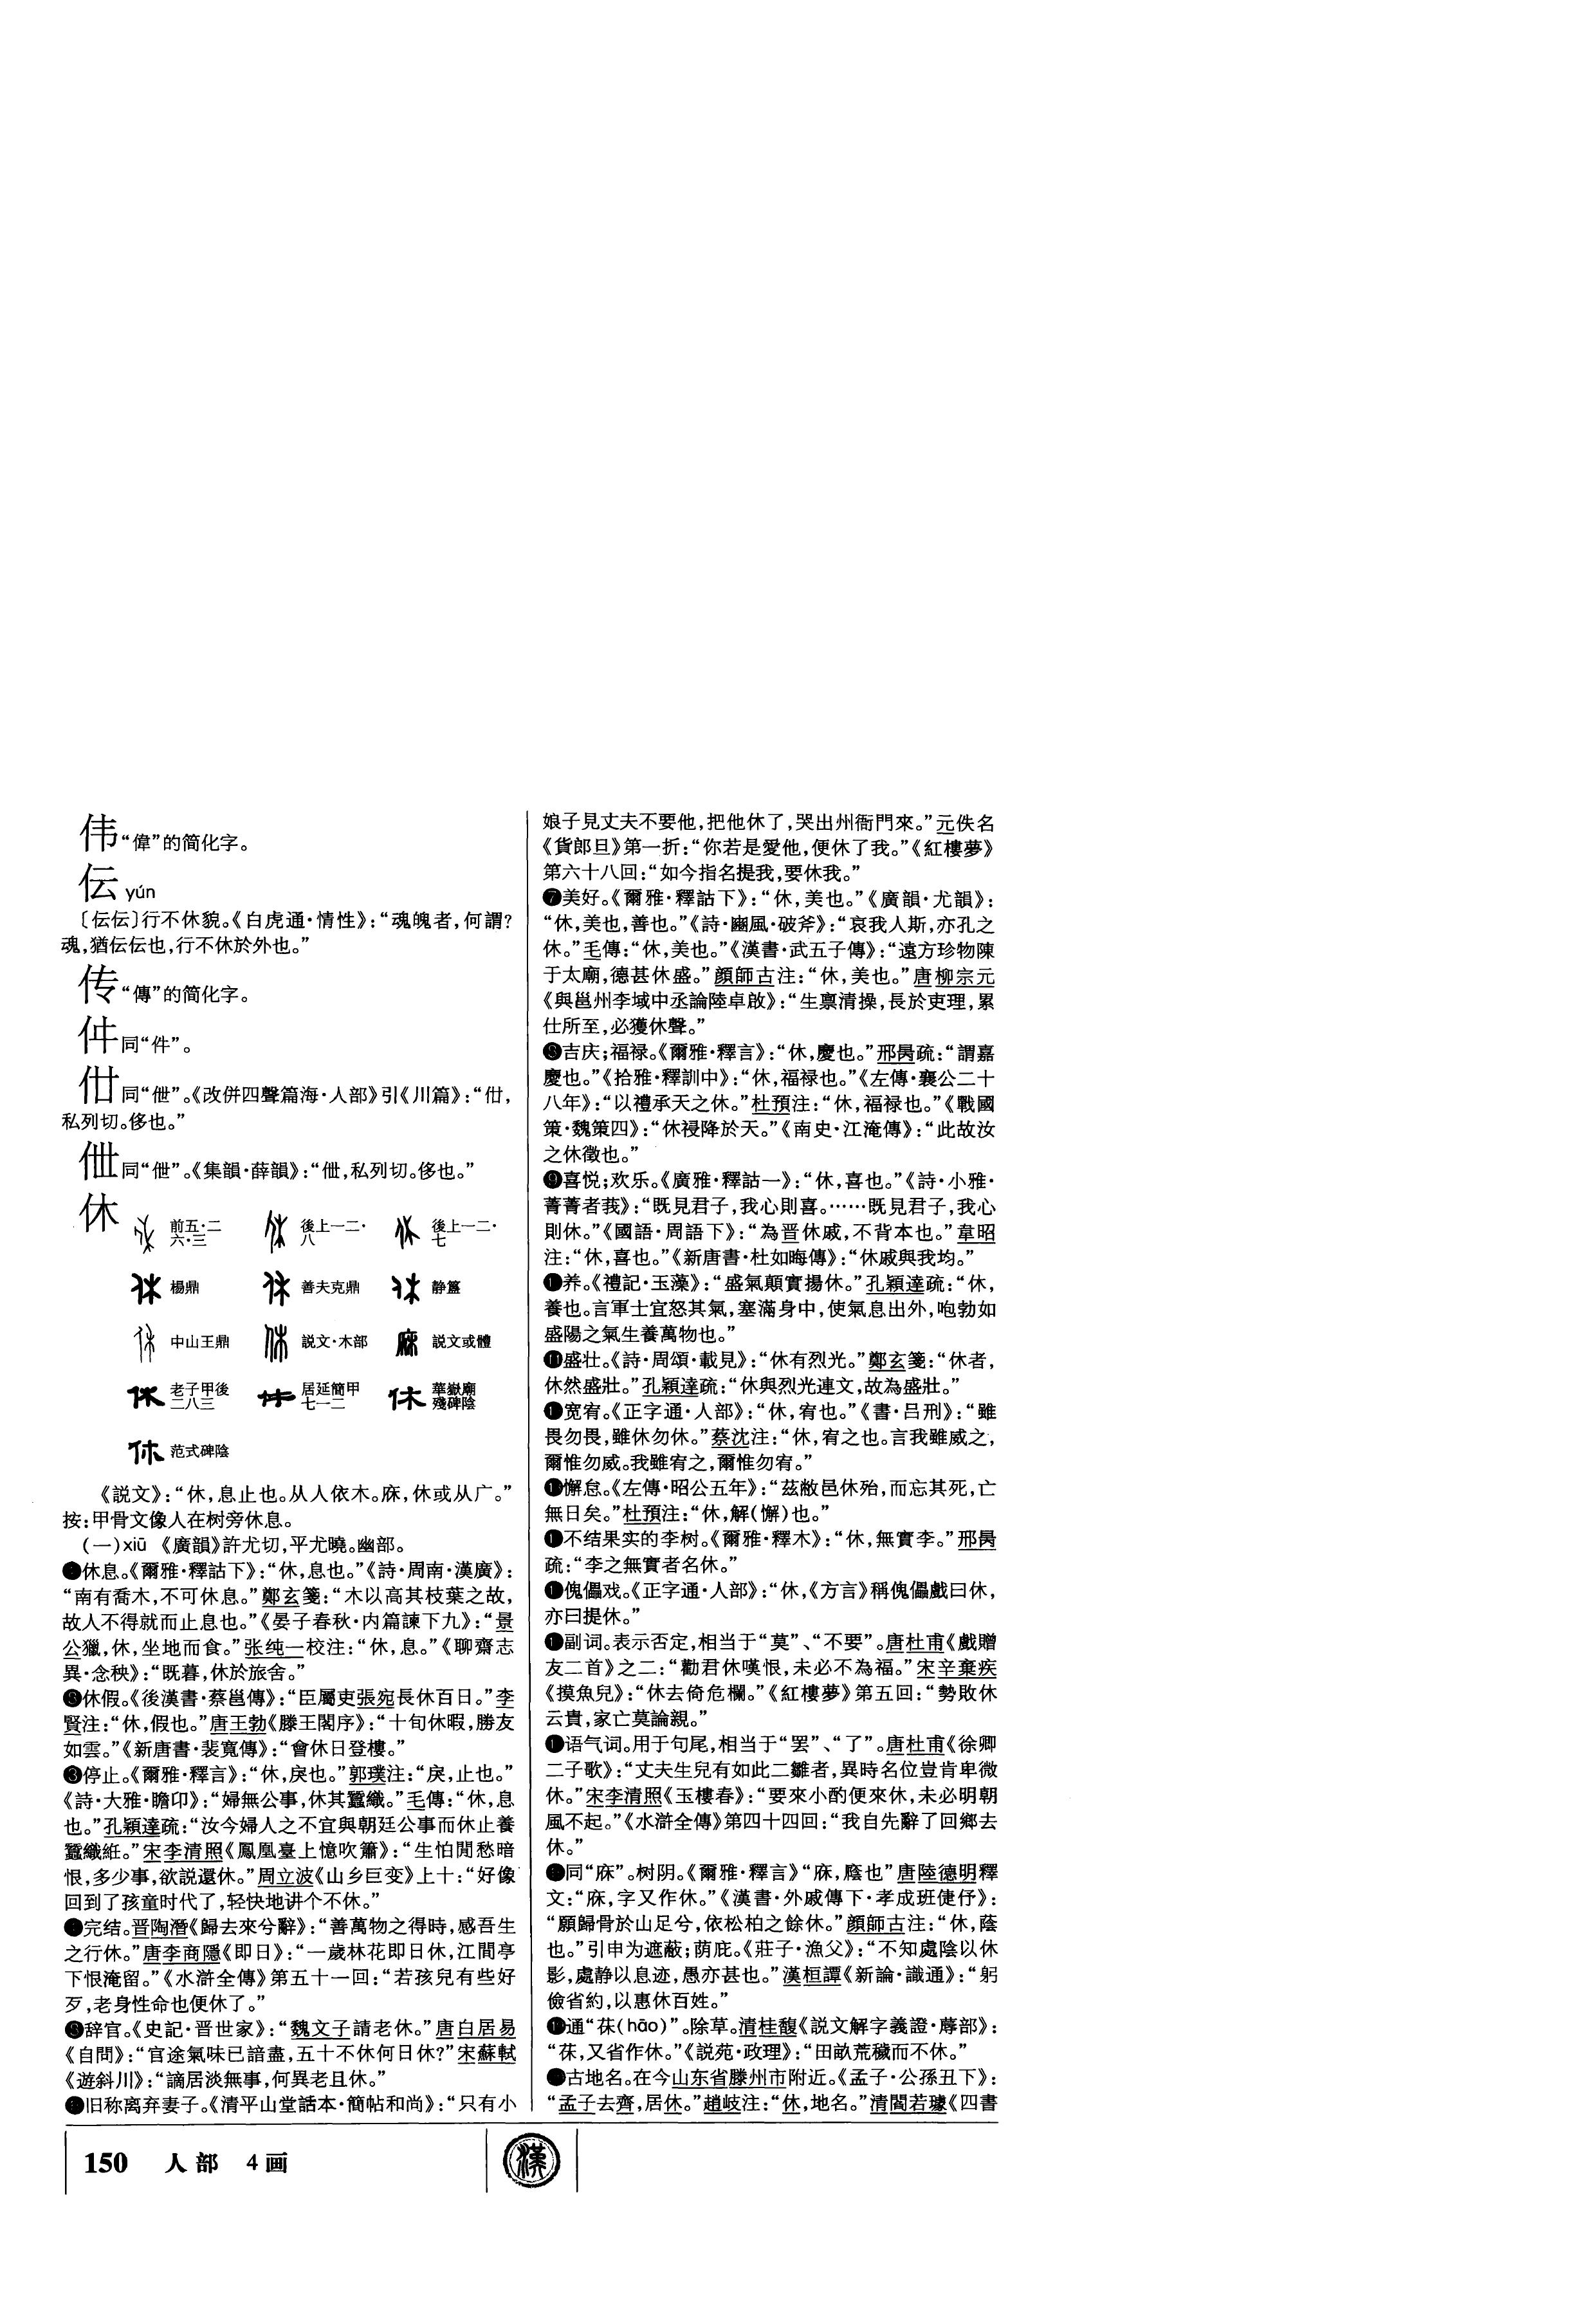 伟“偉”的简化字。
伝 yún
〔伝伝〕行不休貌。《白虎通·情性》：“魂魄者，何謂？
魂，猶伝伝也，行不休於外也。”
传“傳”的简化字。
仵同“件”。
同“伳”。《改併四聲篇海·人部》引《川篇》：“
私列切。侈也。”
同“伳”。《集韻·薛韻》：“
私列切。侈也。”
休
前五·二六·三 後上一二·八 後上一二·七
楊鼎 善夫克鼎 静簋
中山王鼎 説文·木部 説文或體
老子甲後二八三 居延簡甲七一二 華嶽廟殘碑陰
范式碑陰
《説文》：“休，息止也。从人依木。庥，休或从广。”
按：甲骨文像人在树旁休息。
（一）xiū 《廣韻》許尤切，平尤曉。幽部。
休息。《爾雅·釋詁下》：“休，息也。”《詩·周南·漢廣》：
“南有喬木，不可休息。”鄭玄箋：“木以高其枝葉之故，
故人不得就而止息也。”《晏子春秋·内篇諫下九》：“景
公獵，休，坐地而食。”张纯一校注：“休，息。”《聊齋志
異·念秧》：“既暮，休於旅舍。”
休假。《後漢書·蔡邕傳》：“臣屬吏張宛長休百日。”李
賢注：“休，假也。”唐王勃《滕王閣序》：“十旬休暇，勝友
如雲。”《新唐書·裴寬傳》：“會休日登樓。”
❸停止。《爾雅·釋言》：“休，戾也。”郭璞注：“戾，止也。”
《詩·大雅·瞻卬》：“婦無公事，休其蠶織。”毛傳：“休，息
也。”孔穎達疏：“汝今婦人之不宜與朝廷公事而休止養
蠶織紝。”宋李清照《鳳凰臺上憶吹簫》：“生怕閒愁暗
恨，多少事，欲説還休。”周立波《山乡巨变》上十：“好像
回到了孩童时代了，轻快地讲个不休。”
完结。晋陶潛《歸去來兮辭》：“善萬物之得時，感吾生
之行休。”唐李商隱《即日》：“一歲林花即日休，江間亭
下恨淹留。”《水滸全傳》第五十一回：“若孩兒有些好
歹，老身性命也便休了。”
辞官。《史記·晋世家》：“魏文子請老休。”唐白居易
《自問》：“官途氣味已諳盡，五十不休何日休？”宋蘇軾
《遊斜川》：“謫居淡無事，何異老且休。”
旧称离弃妻子。《清平山堂話本·簡帖和尚》：“只有小
娘子見丈夫不要他，把他休了，哭出州衙門來。”元佚名
《貨郎旦》第一折：“你若是愛他，便休了我。”《紅樓夢》
第六十八回：“如今指名提我，要休我。”
❼美好。《爾雅·釋詁下》：“休，美也。”《廣韻·尤韻》：
“休，美也，善也。”《詩·豳風·破斧》：“哀我人斯，亦孔之
休。”毛傳：“休，美也。”《漢書·武五子傳》：“遠方珍物陳
于太廟，德甚休盛。”顔師古注：“休，美也。”唐柳宗元
《與邕州李域中丞論陸卓啟》：“生禀清操，長於吏理，累
仕所至，必獲休聲。”
吉庆；福禄。《爾雅·釋言》：“休，慶也。”邢昺疏：“謂嘉
慶也。”《拾雅·釋訓中》：“休，福禄也。”《左傳·襄公二十
八年》：“以禮承天之休。”杜預注：“休，福禄也。”《戰國
策·魏策四》：“休祲降於天。”《南史·江淹傳》：“此故汝
之休徵也。”
❾喜悦；欢乐。《廣雅·釋詁一》：“休，喜也。”《詩·小雅·
菁菁者莪》：“既見君子，我心則喜。……既見君子，我心
則休。”《國語·周語下》：“為晋休戚，不背本也。”韋昭
注：“休，喜也。”《新唐書·杜如晦傳》：“休戚與我均。”
养。《禮記·玉藻》：“盛氣顛實揚休。”孔穎達疏：“休，
養也。言軍士宜怒其氣，塞滿身中，使氣息出外，咆勃如
盛陽之氣生養萬物也。”
⓫盛壮。《詩·周頌·載見》：“休有烈光。”鄭玄箋：“休者，
休然盛壯。”孔穎達疏：“休與烈光連文，故為盛壯。”
宽宥。《正字通·人部》：“休，宥也。”《書·吕刑》：“雖
畏勿畏，雖休勿休。”蔡沈注：“休，宥之也。言我雖威之，
爾惟勿威。我雖宥之，爾惟勿宥。”
懈怠。《左傳·昭公五年》：“茲敝邑休殆，而忘其死，亡
無日矣。”杜預注：“休，解（懈）也。”
不结果实的李树。《爾雅·釋木》：“休，無實李。”邢昺
疏：“李之無實者名休。”
傀儡戏。《正字通·人部》：“休，《方言》稱傀儡戲曰休，
亦曰提休。”
副词。表示否定，相当于“莫”、“不要”。唐杜甫《戲贈
友二首》之二：“勸君休嘆恨，未必不為福。”宋辛棄疾
《摸魚兒》：“休去倚危欄。”《紅樓夢》第五回：“勢敗休
云貴，家亡莫論親。”
语气词。用于句尾，相当于“罢”、“了”。唐杜甫《徐卿
二子歌》：“丈夫生兒有如此二雛者，異時名位豈肯卑微
休。”宋李清照《玉樓春》：“要來小酌便來休，未必明朝
風不起。”《水滸全傳》第四十四回：“我自先辭了回鄉去
休。”
同“庥”。树阴。《爾雅·釋言》“庥，廕也”唐陸德明釋
文：“庥，字又作休。”《漢書·外戚傳下·孝成班倢伃》：
“願歸骨於山足兮，依松柏之餘休。”顔師古注：“休，蔭
也。”引申为遮蔽；荫庇。《莊子·漁父》：“不知處陰以休
影，處静以息迹，愚亦甚也。”漢桓譚《新論·識通》：“躬
儉省約，以惠休百姓。”
通“茠（hāo）”。除草。清桂馥《説文解字義證·蓐部》：
“茠，又省作休。”《説苑·政理》：“田畝荒穢而不休。”
古地名。在今山东省滕州市附近。《孟子·公孫丑下》：
“孟子去齊，居休。”趙岐注：“休，地名。”清閻若璩《四書
150 人部 4画
漢